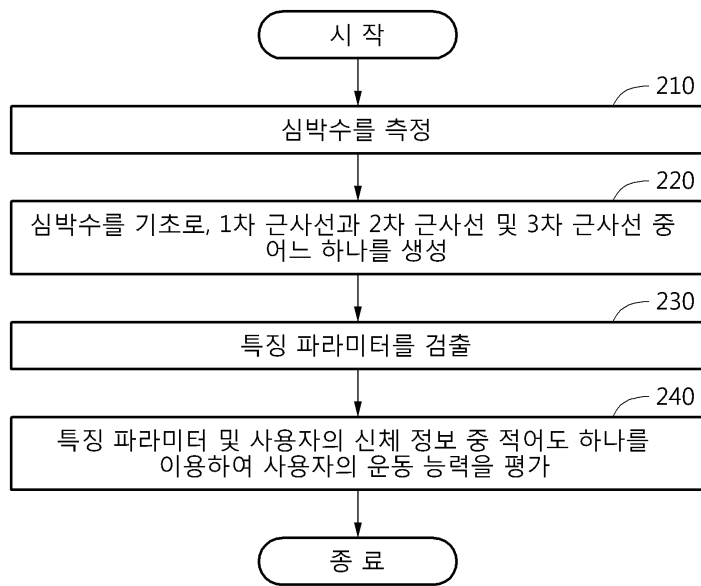 시 작
210
심박수를 측정
220
심박수를 기초로, 1차 근사선과 2차 근사선 및 3차 근사선 중
어느 하나를 생성
230
특징 파라미터를 검출
240
특징 파라미터 및 사용자의 신체 정보 중 적어도 하나를
이용하여 사용자의 운동 능력을 평가
종 료